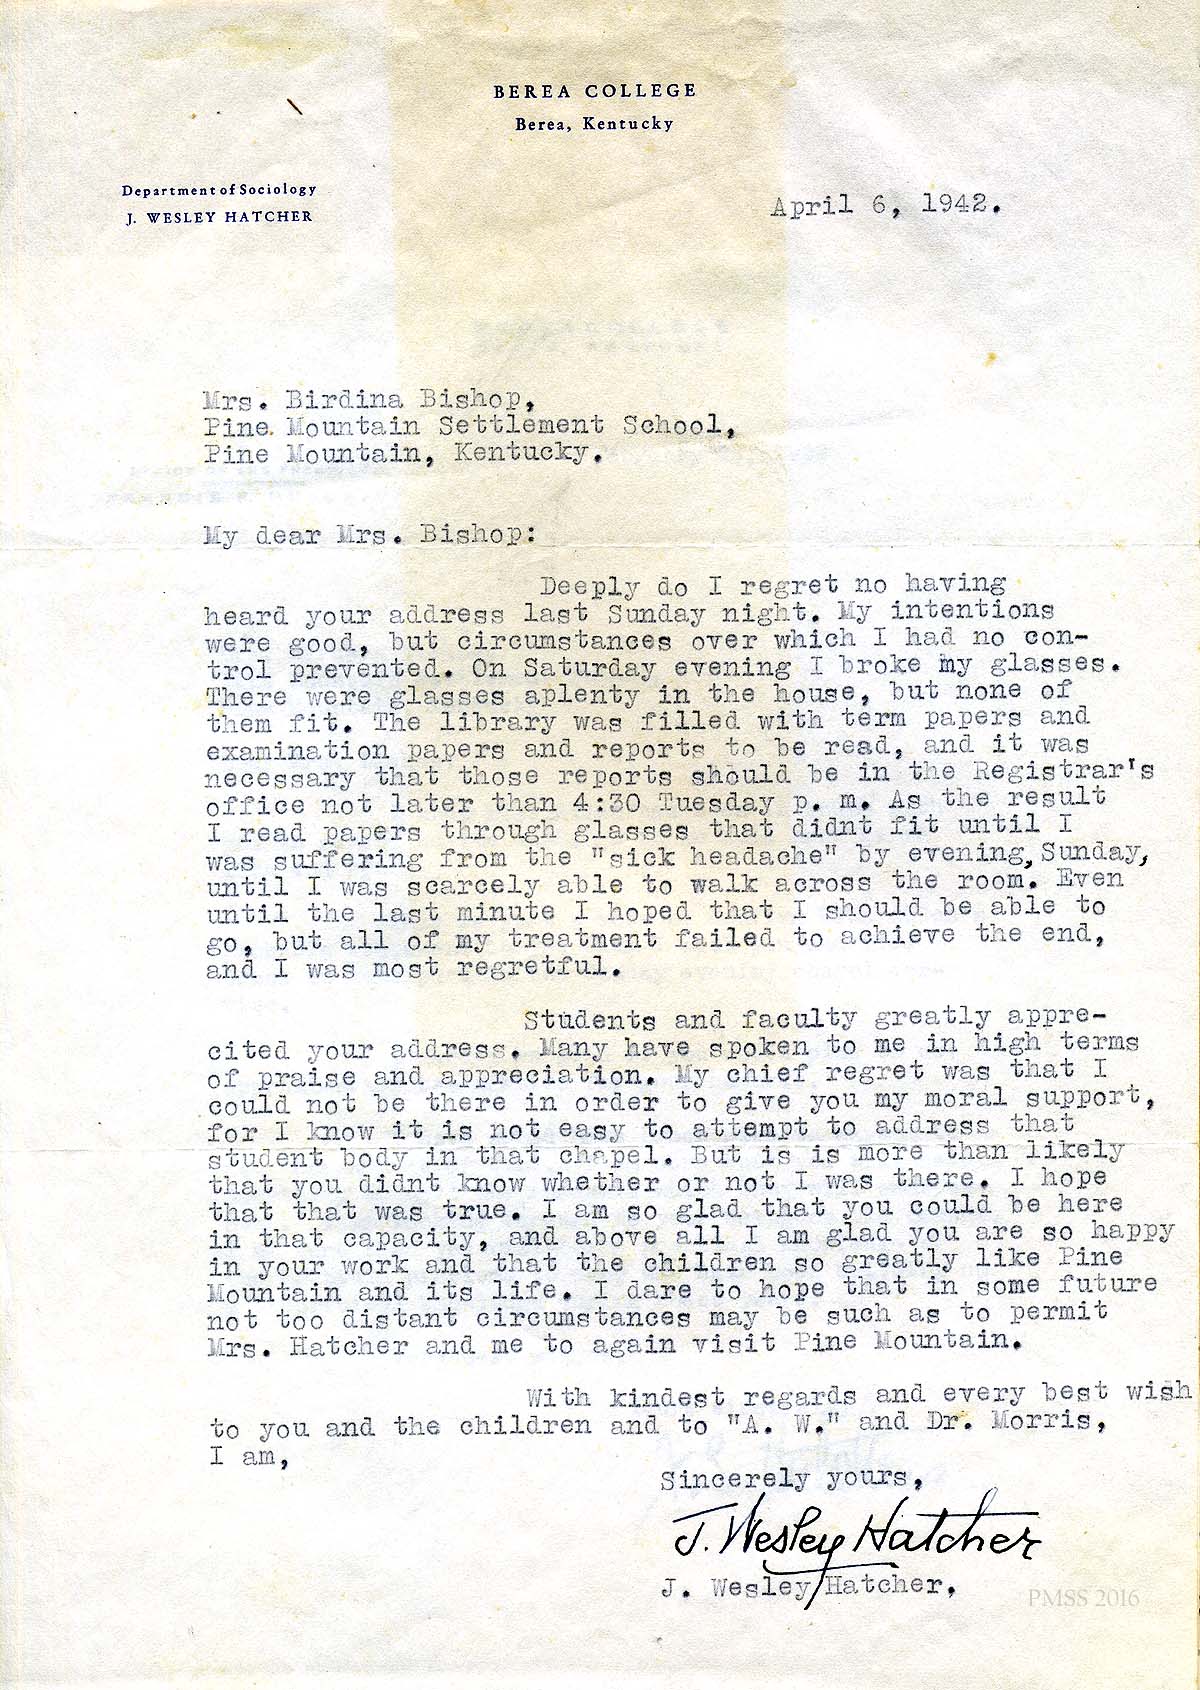 BEREA COLLEGE
Berea, Kentucky
Department of Sociology
J. WESLEY HATCHER
April 6, 1942.
Mrs. Birdina Bishop,
Pine Mountain Settlement School,
Pine Mountain, Kentucky.
My dear Mrs. Bishop:
Deeply do I regret no having
heard your address last Sunday night. My intentions
were good, but circumstances over which I had no con-
trol prevented. On Saturday evening I broke my glasses.
There were glasses aplenty in the house, but none of
them fit. The library was filled with term papers and
examination papers and reports to be read, and it was
necessary that those reports should be in the Registrar's
office not later than 4:30 Tuesday p. m. As the result
I read papers through glasses that didnt fit until I
was suffering from the "sick headache" by evening, Sunday,
until I was scarcely able to walk across the room. Even
until the last minute I hoped that I should be able to
go, but all of my treatment failed to achieve the end,
and I was most regretful.
Students and faculty greatly appre-
cited your address. Many have spoken to me in high terms
of praise and appreciation. My chief regret was that I
could not be there in order to give you my moral support,
for I know it is not easy to attempt to address that
student body in that chapel. But is is more than likely
that you didnt know whether or not I was there. I hope
that that was true. I am so glad that you could be here
in that capacity, and above all I am glad you are so happy
in your work and that the children so greatly like Pine
Mountain and its life. I dare to hope that in some future
not too distant circumstances may be such as to permit
Mrs. Hatcher and me to again visit Pine Mountain.
With kindest regards and every best wish
to you and the children and to "A. W." and Dr. Morris,
I am,
Sincerely yours,
J. Wesley Hatcher
J. Wesley Hatcher.
PMSS 2016